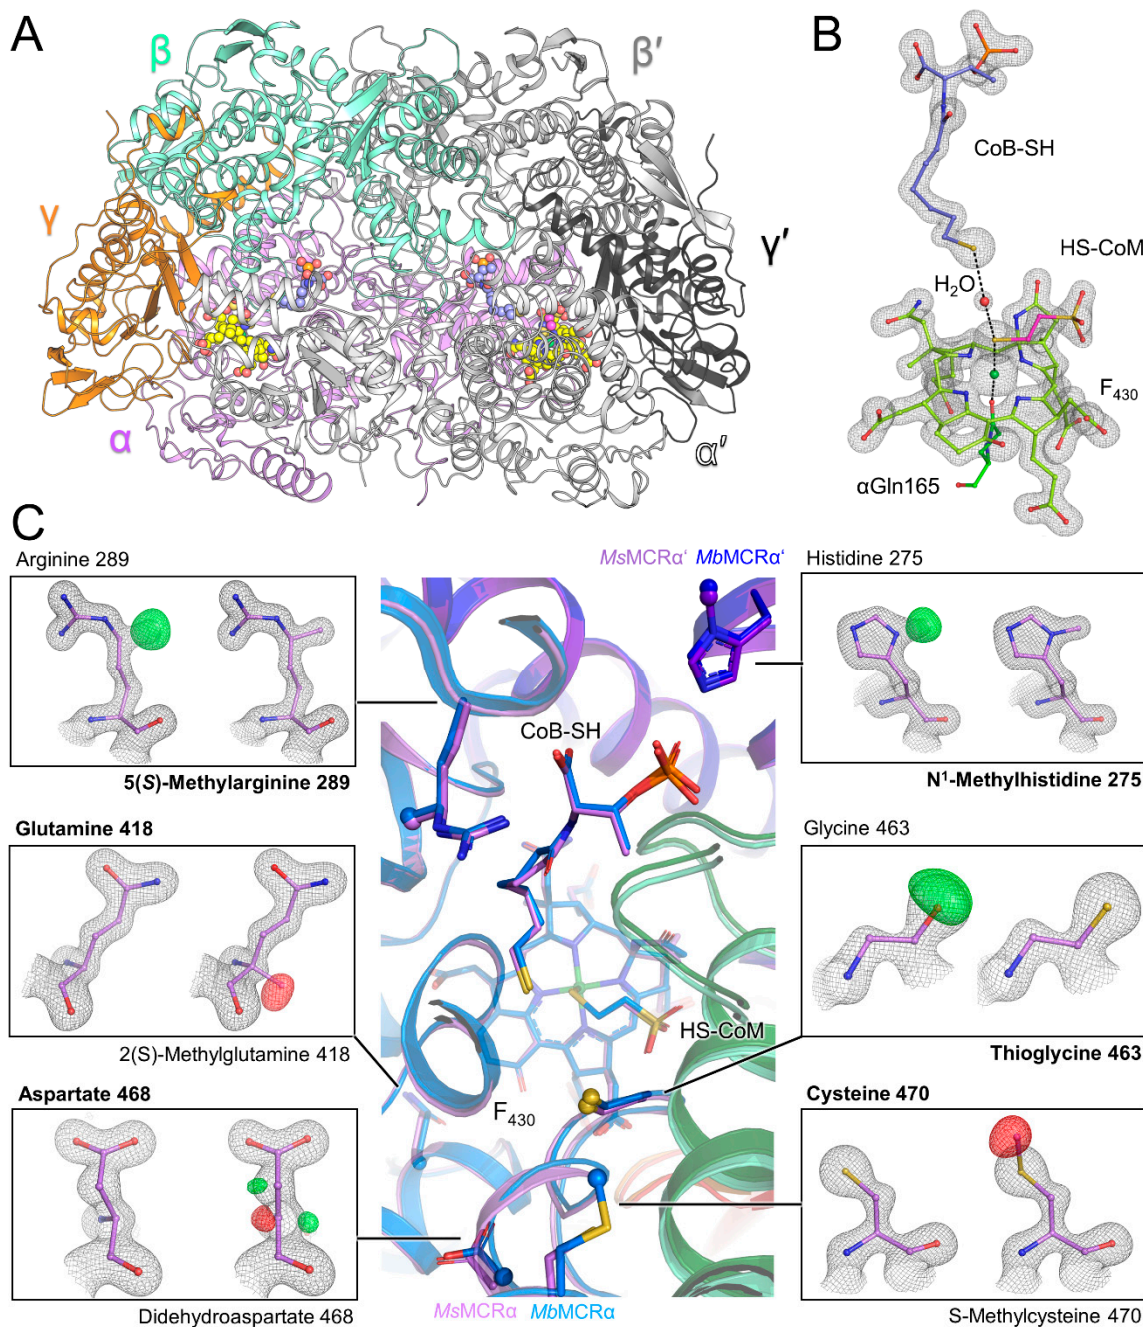 A
β
β′
γ
γ′
α
α′
B
CoB-SH
HS-CoM
H₂O
F₄₃₀
αGln165
C
Arginine 289
5(S)-Methylarginine 289
Glutamine 418
2(S)-Methylglutamine 418
Aspartate 468
Didehydroaspartate 468
MsMCRα‘ MbMCRα‘
CoB-SH
HS-CoM
F₄₃₀
MsMCRα MbMCRα
Histidine 275
N¹-Methylhistidine 275
Glycine 463
Thioglycine 463
Cysteine 470
S-Methylcysteine 470